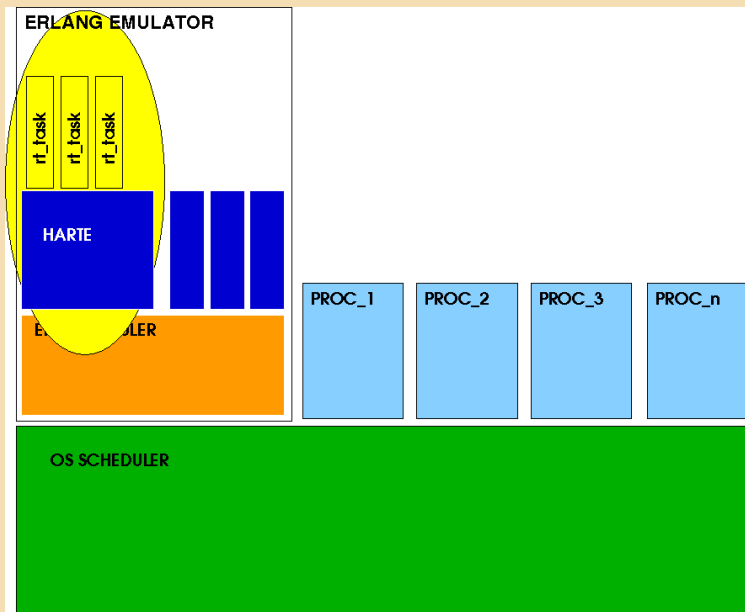 ERLANG EMULATOR
rt_task
rt_task
rt_task
HARTE
PROC_1
PROC_2
PROC_3
PROC_n
OS SCHEDULER